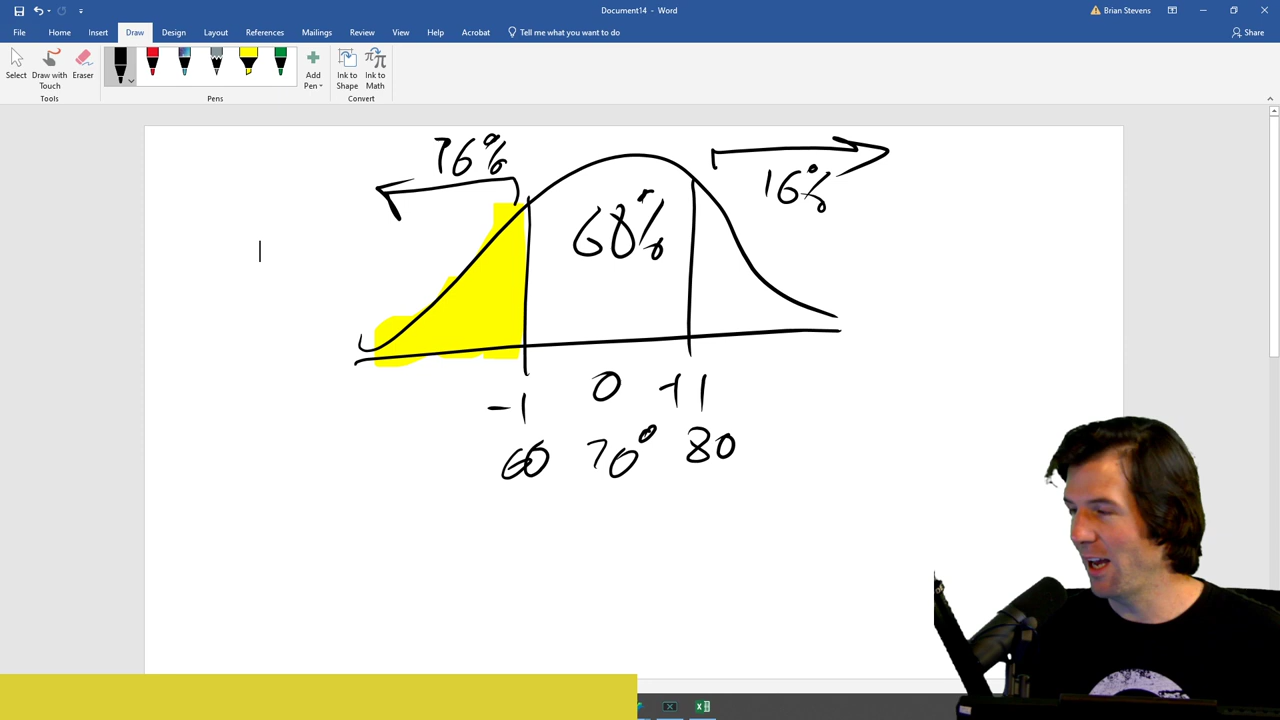 Document14 - Word
Brian Stevens
File Home Insert Draw Design Layout References Mailings Review View Help Acrobat Tell me what you want to do Share
Select Draw with Touch Eraser Add Pen Ink to Shape Ink to Math
Tools Pens Convert
16% 16%
68%
-1 0 +1
60 70° 80